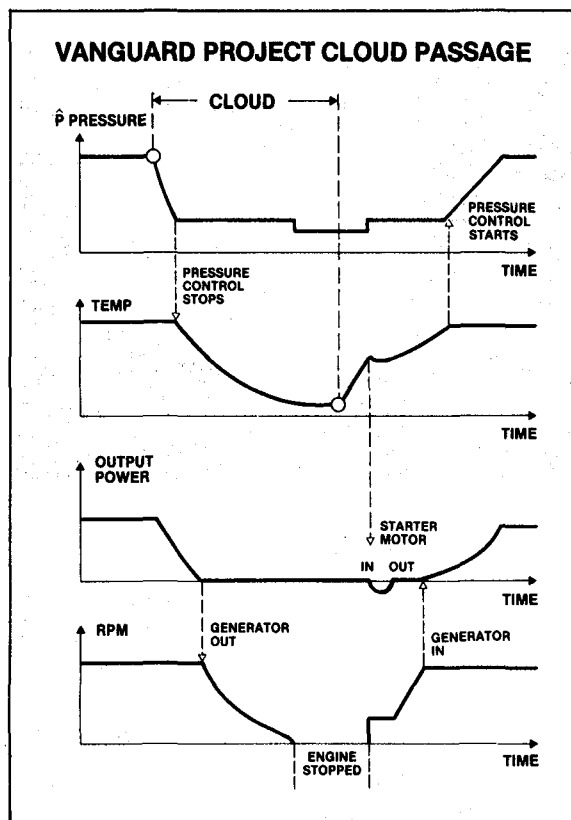 VANGUARD PROJECT CLOUD PASSAGE
CLOUD
P̂ PRESSURE
PRESSURE
CONTROL
STARTS
TIME
PRESSURE
CONTROL
STOPS
TEMP
TIME
OUTPUT
POWER
STARTER
MOTOR
IN OUT
TIME
RPM
GENERATOR
OUT
GENERATOR
IN
ENGINE
STOPPED
TIME